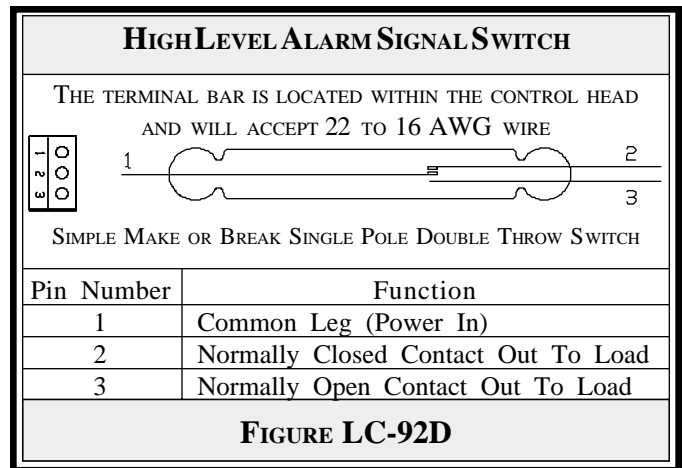 HIGH LEVEL ALARM SIGNAL SWITCH
THE TERMINAL BAR IS LOCATED WITHIN THE CONTROL HEAD
AND WILL ACCEPT 22 TO 16 AWG WIRE
1
2
3
1
2
3
SIMPLE MAKE OR BREAK SINGLE POLE DOUBLE THROW SWITCH
Pin Number Function
1 Common Leg (Power In)
2 Normally Closed Contact Out To Load
3 Normally Open Contact Out To Load
FIGURE LC-92D